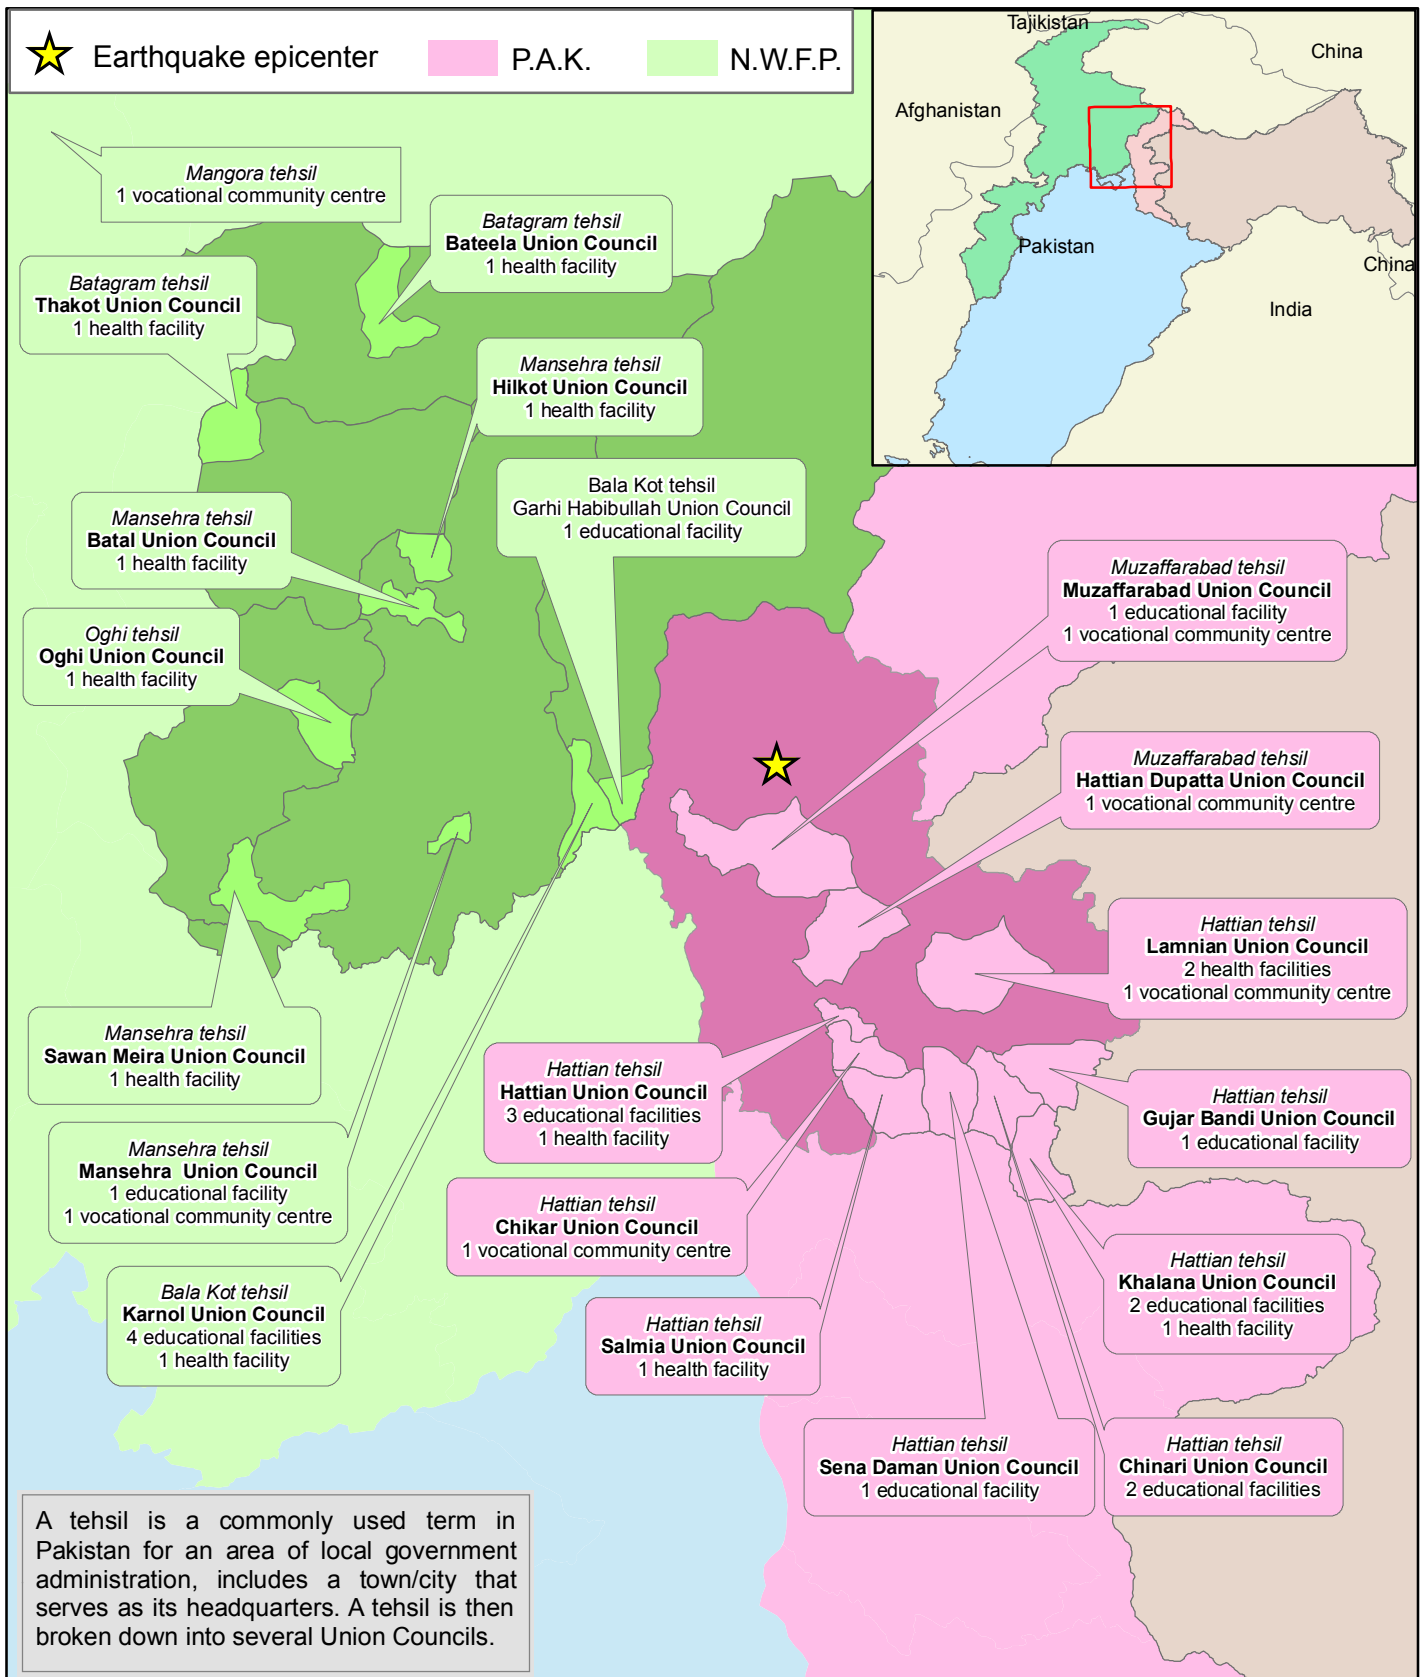 Earthquake epicenter
P.A.K.
N.W.F.P.
Tajikistan
China
Afghanistan
Pakistan
China
India
Mangora tehsil
1 vocational community centre
Batagram tehsil
Bateela Union Council
1 health facility
Batagram tehsil
Thakot Union Council
1 health facility
Mansehra tehsil
Hilkot Union Council
1 health facility
Bala Kot tehsil
Garhi Habibullah Union Council
1 educational facility
Mansehra tehsil
Batal Union Council
1 health facility
Muzaffarabad tehsil
Muzaffarabad Union Council
1 educational facility
1 vocational community centre
Oghi tehsil
Oghi Union Council
1 health facility
Muzaffarabad tehsil
Hattian Dupatta Union Council
1 vocational community centre
Hattian tehsil
Lamnian Union Council
2 health facilities
1 vocational community centre
Mansehra tehsil
Sawan Meira Union Council
1 health facility
Hattian tehsil
Hattian Union Council
3 educational facilities
1 health facility
Hattian tehsil
Gujar Bandi Union Council
1 educational facility
Mansehra tehsil
Mansehra Union Council
1 educational facility
1 vocational community centre
Hattian tehsil
Chikar Union Council
1 vocational community centre
Hattian tehsil
Khalana Union Council
2 educational facilities
1 health facility
Bala Kot tehsil
Karnol Union Council
4 educational facilities
1 health facility
Hattian tehsil
Salmia Union Council
1 health facility
Hattian tehsil
Sena Daman Union Council
1 educational facility
Hattian tehsil
Chinari Union Council
2 educational facilities
A tehsil is a commonly used term in
Pakistan for an area of local government
administration, includes a town/city that
serves as its headquarters. A tehsil is then
broken down into several Union Councils.